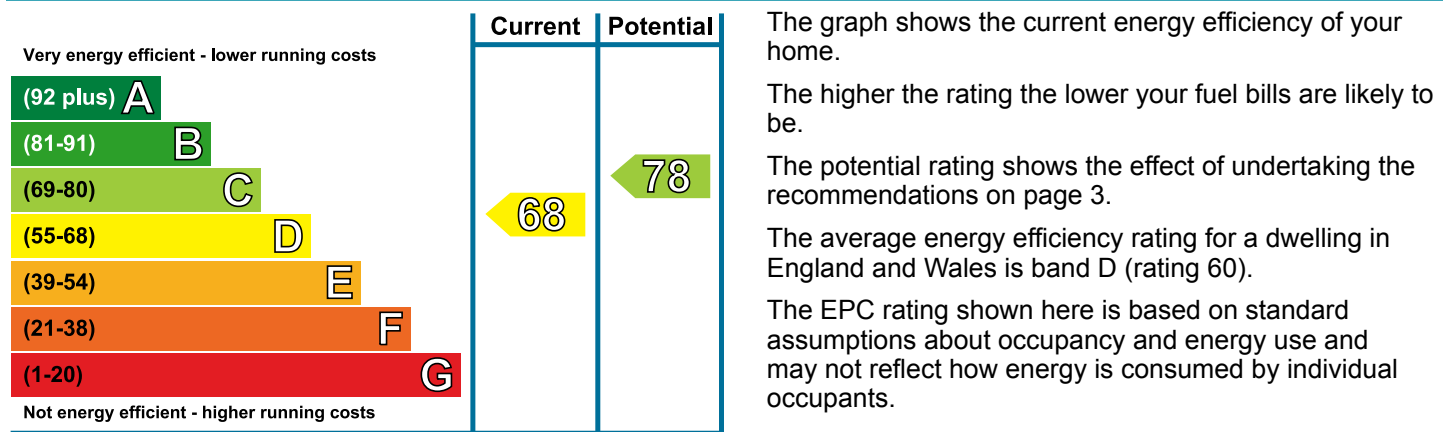 Current Potential
Very energy efficient - lower running costs
(92 plus) A
(81-91) B
(69-80) C
(55-68) D
(39-54) E
(21-38) F
(1-20) G
Not energy efficient - higher running costs
68
78
The graph shows the current energy efficiency of your
home.
The higher the rating the lower your fuel bills are likely to
be.
The potential rating shows the effect of undertaking the
recommendations on page 3.
The average energy efficiency rating for a dwelling in
England and Wales is band D (rating 60).
The EPC rating shown here is based on standard
assumptions about occupancy and energy use and
may not reflect how energy is consumed by individual
occupants.